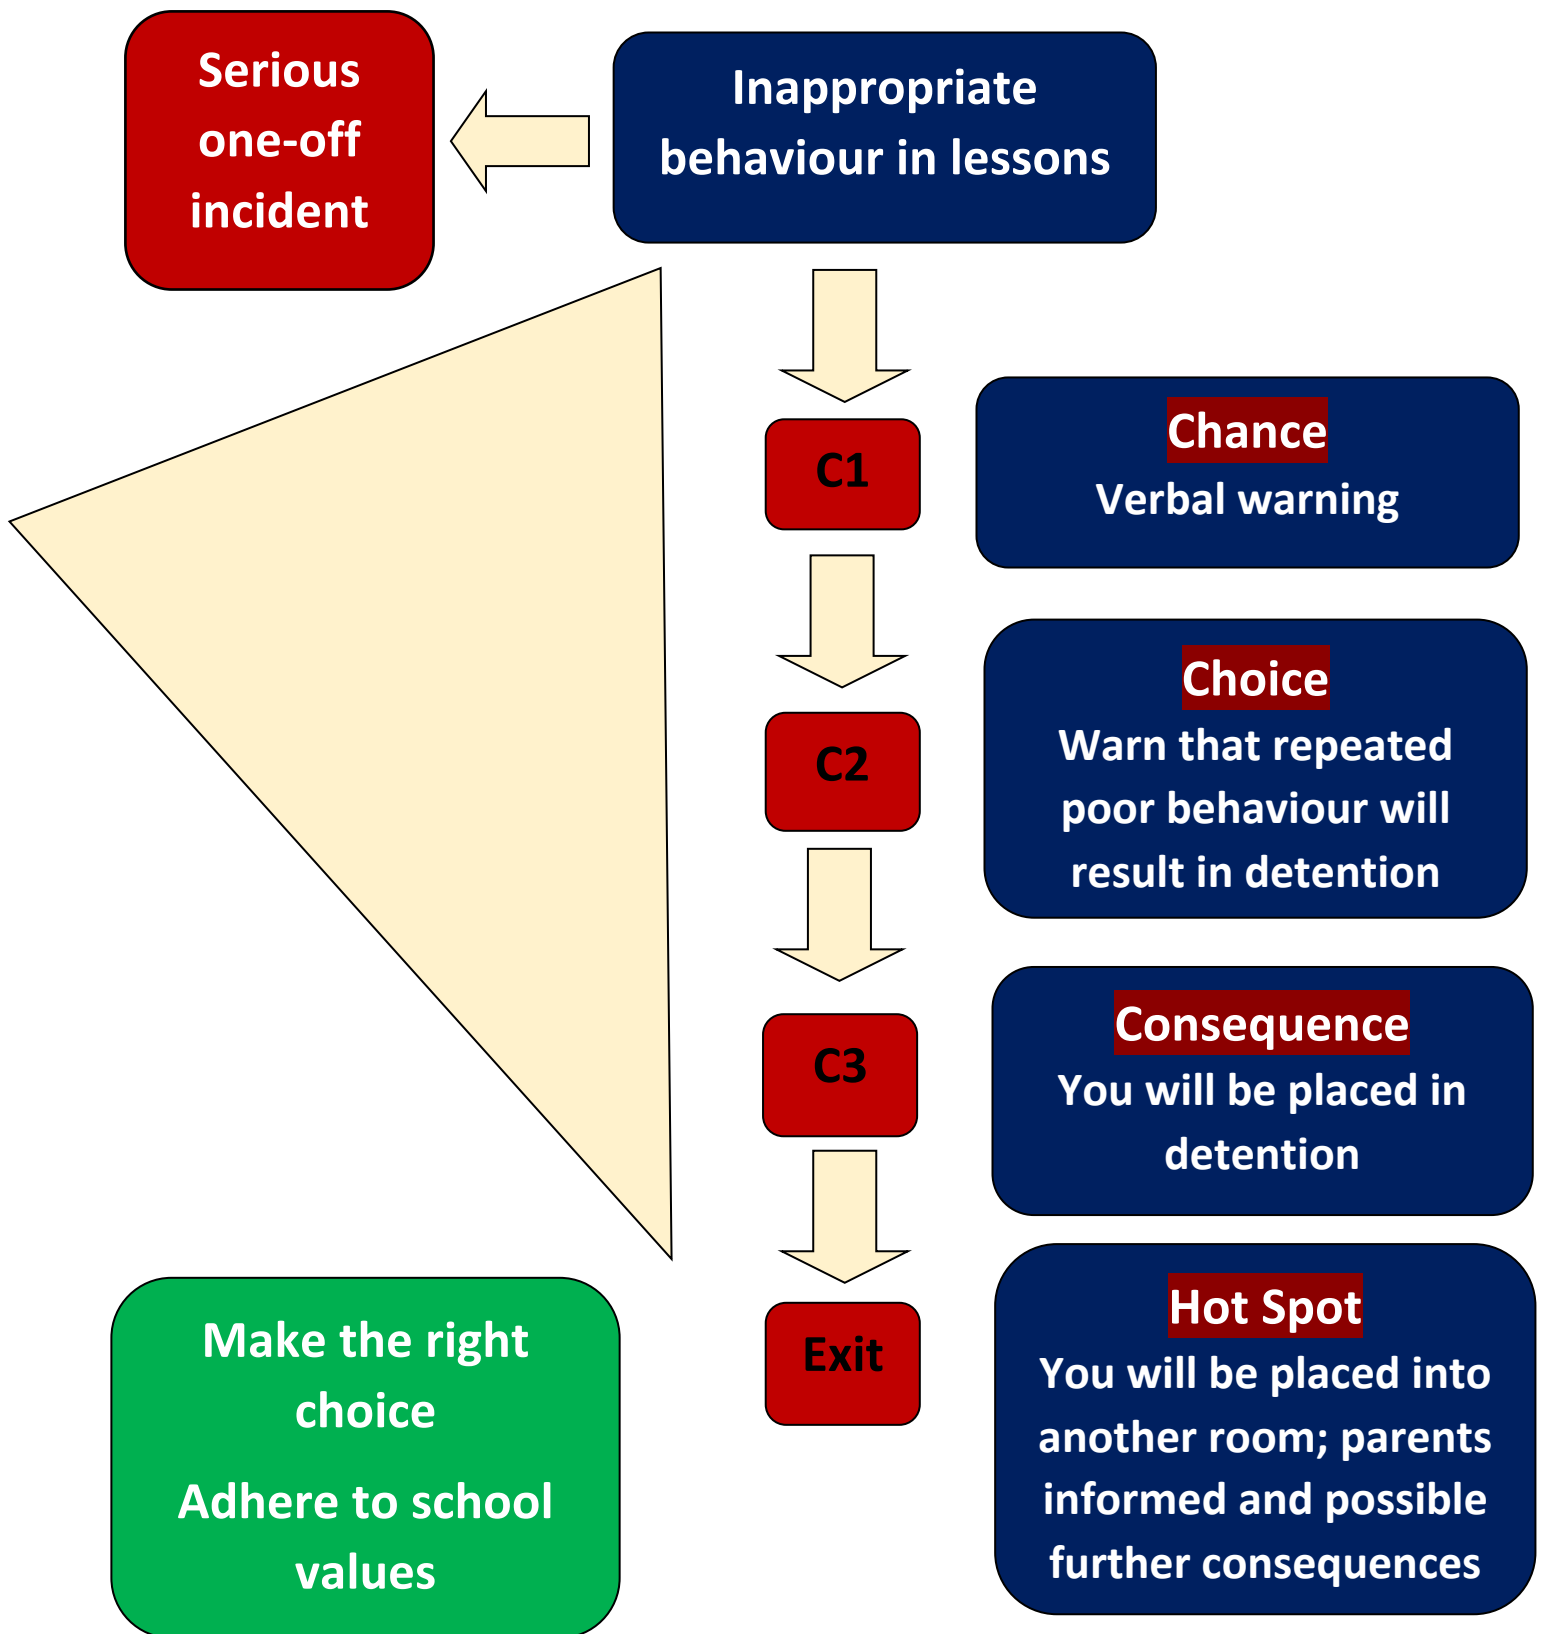 Serious
one-off
incident
Inappropriate
behaviour in lessons
C1
Chance
Verbal warning
C2
Choice
Warn that repeated
poor behaviour will
result in detention
C3
Consequence
You will be placed in
detention
Exit
Hot Spot
You will be placed into
another room; parents
informed and possible
further consequences
Make the right
choice
Adhere to school
values